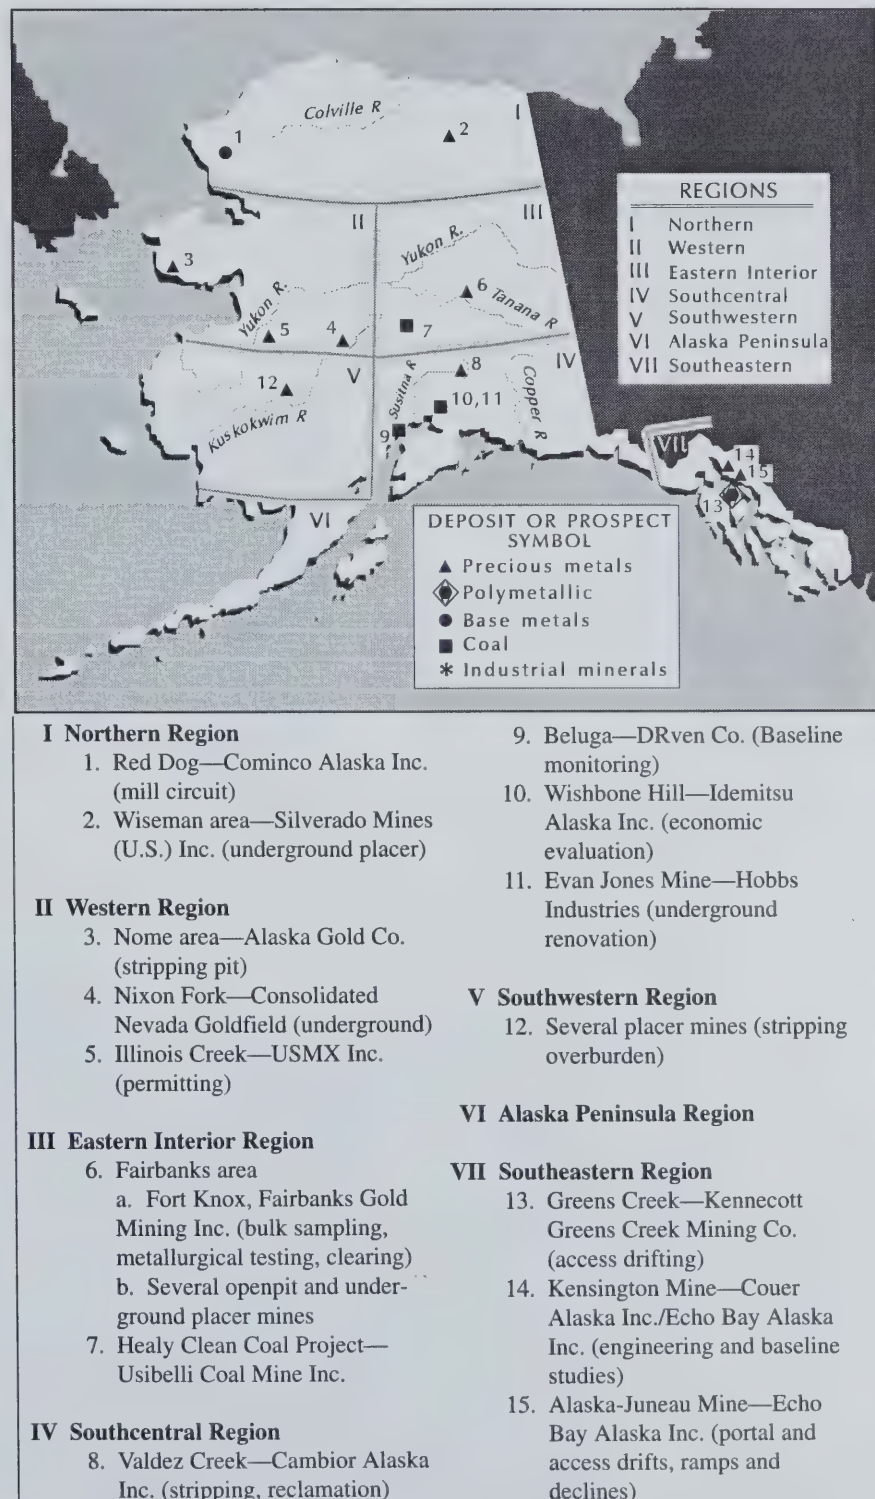 Colville R
I
1
2
II
III
Yukon R.
3
6
Tanana R
Yukon R.
5
4
7
V
8
IV
12
Susitna R
10,11
Copper R
Kuskokwim R
9
VI
VII
14
15
13
REGIONS
I Northern
II Western
III Eastern Interior
IV Southcentral
V Southwestern
VI Alaska Peninsula
VII Southeastern
DEPOSIT OR PROSPECT
SYMBOL
▲ Precious metals
Polymetallic
● Base metals
■ Coal
* Industrial minerals
I Northern Region
1. Red Dog—Cominco Alaska Inc.
(mill circuit)
2. Wiseman area—Silverado Mines
(U.S.) Inc. (underground placer)
II Western Region
3. Nome area—Alaska Gold Co.
(stripping pit)
4. Nixon Fork—Consolidated
Nevada Goldfield (underground)
5. Illinois Creek—USMX Inc.
(permitting)
III Eastern Interior Region
6. Fairbanks area
a. Fort Knox, Fairbanks Gold
Mining Inc. (bulk sampling,
metallurgical testing, clearing)
b. Several openpit and under-
ground placer mines
7. Healy Clean Coal Project—
Usibelli Coal Mine Inc.
IV Southcentral Region
8. Valdez Creek—Cambior Alaska
Inc. (stripping, reclamation)
9. Beluga—DRven Co. (Baseline
monitoring)
10. Wishbone Hill—Idemitsu
Alaska Inc. (economic
evaluation)
11. Evan Jones Mine—Hobbs
Industries (underground
renovation)
V Southwestern Region
12. Several placer mines (stripping
overburden)
VI Alaska Peninsula Region
VII Southeastern Region
13. Greens Creek—Kennecott
Greens Creek Mining Co.
(access drifting)
14. Kensington Mine—Couer
Alaska Inc./Echo Bay Alaska
Inc. (engineering and baseline
studies)
15. Alaska-Juneau Mine—Echo
Bay Alaska Inc. (portal and
access drifts, ramps and
declines)